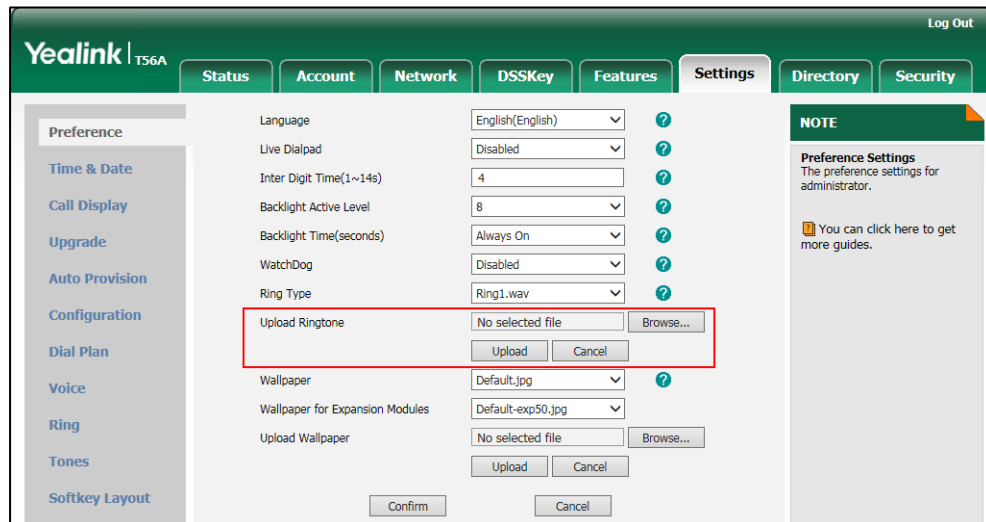 Log Out
Yealink T56A
Status Account Network DSSKey Features Settings Directory Security
Preference
Time & Date
Call Display
Upgrade
Auto Provision
Configuration
Dial Plan
Voice
Ring
Tones
Softkey Layout
Language English(English) ?
Live Dialpad Disabled ?
Inter Digit Time(1~14s) 4 ?
Backlight Active Level 8 ?
Backlight Time(seconds) Always On ?
WatchDog Disabled ?
Ring Type Ring1.wav ?
Upload Ringtone No selected file Browse...
Upload Cancel
Wallpaper Default.jpg ?
Wallpaper for Expansion Modules Default-exp50.jpg
Upload Wallpaper No selected file Browse...
Upload Cancel
Confirm Cancel
NOTE
Preference Settings
The preference settings for
administrator.
? You can click here to get
more guides.